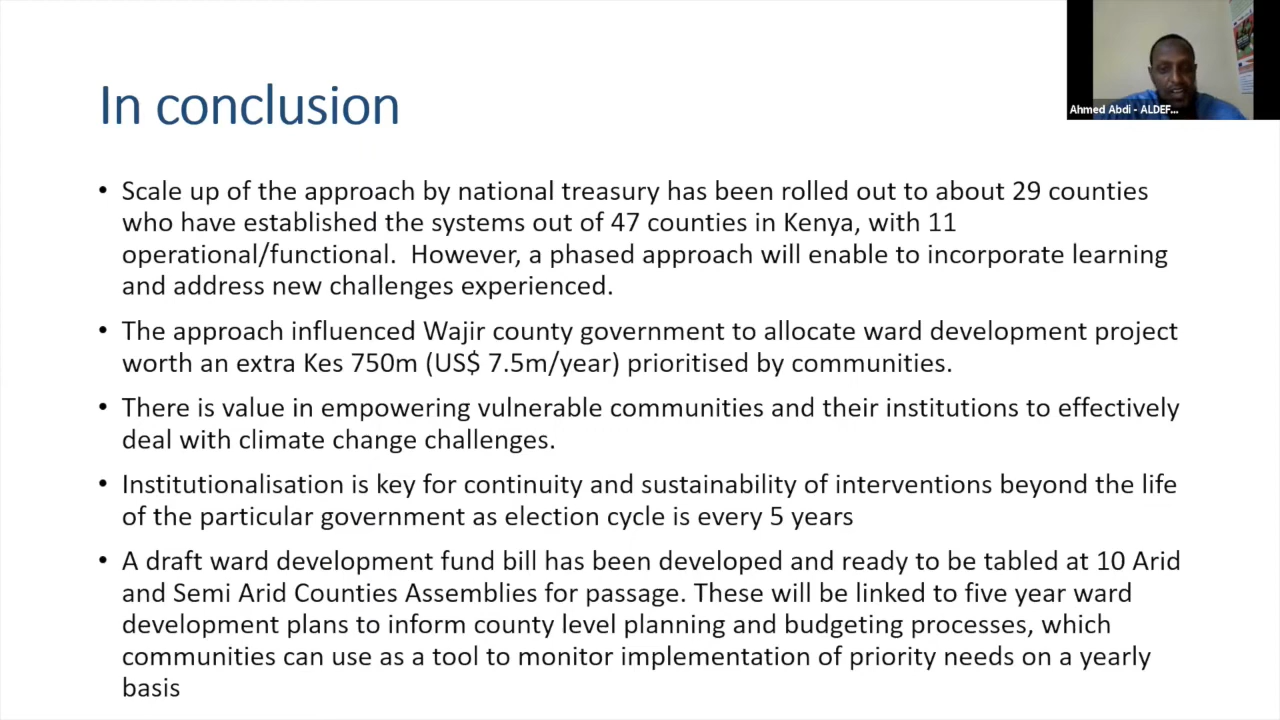 In conclusion
Ahmed Abdi - ALDEF...
• Scale up of the approach by national treasury has been rolled out to about 29 counties
who have established the systems out of 47 counties in Kenya, with 11
operational/functional.  However, a phased approach will enable to incorporate learning
and address new challenges experienced.
• The approach influenced Wajir county government to allocate ward development project
worth an extra Kes 750m (US$ 7.5m/year) prioritised by communities.
• There is value in empowering vulnerable communities and their institutions to effectively
deal with climate change challenges.
• Institutionalisation is key for continuity and sustainability of interventions beyond the life
of the particular government as election cycle is every 5 years
• A draft ward development fund bill has been developed and ready to be tabled at 10 Arid
and Semi Arid Counties Assemblies for passage. These will be linked to five year ward
development plans to inform county level planning and budgeting processes, which
communities can use as a tool to monitor implementation of priority needs on a yearly
basis